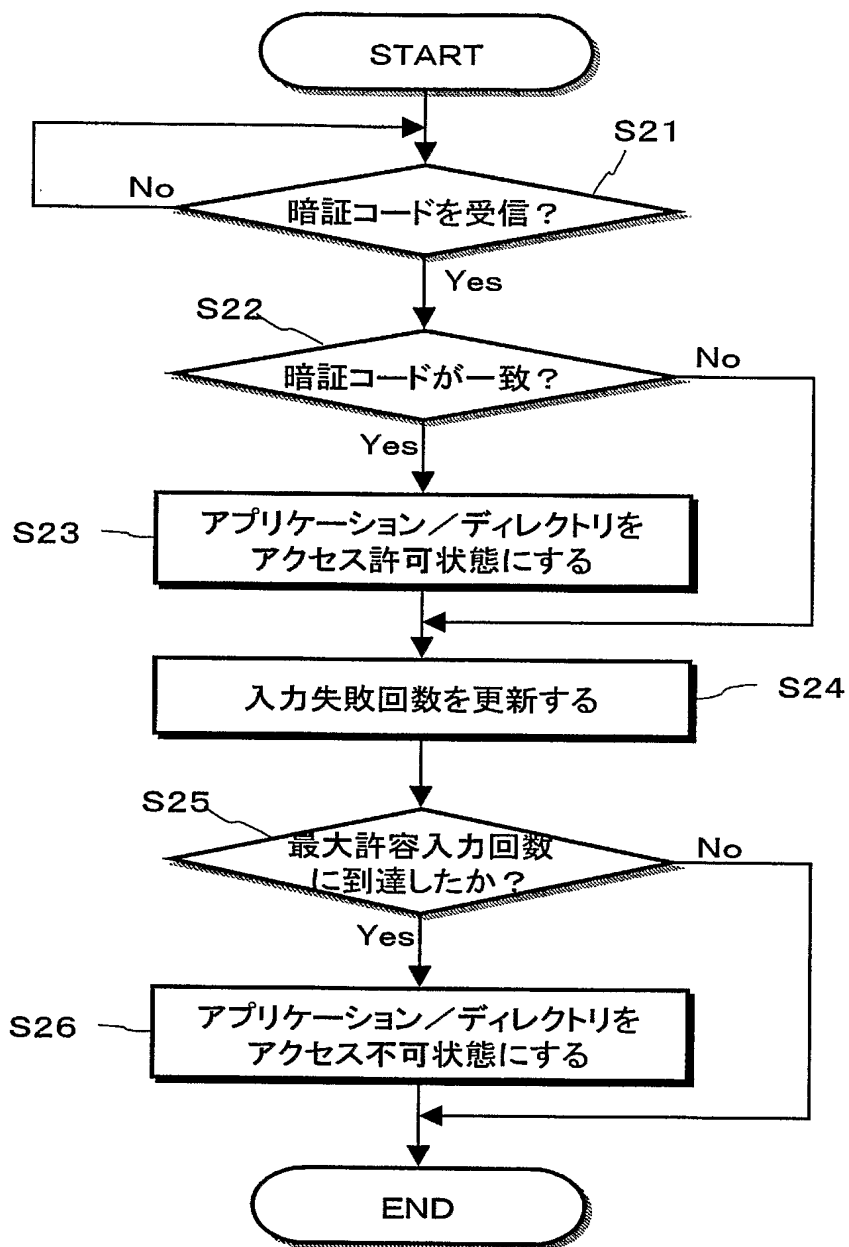 START
S21
No
暗証コードを受信?
Yes
S22
No
暗証コードが一致?
Yes
S23
アプリケーション/ディレクトリを
アクセス許可状態にする
入力失敗回数を更新する
S24
S25
最大許容入力回数
に到達したか?
No
Yes
S26
アプリケーション/ディレクトリを
アクセス不可状態にする
END